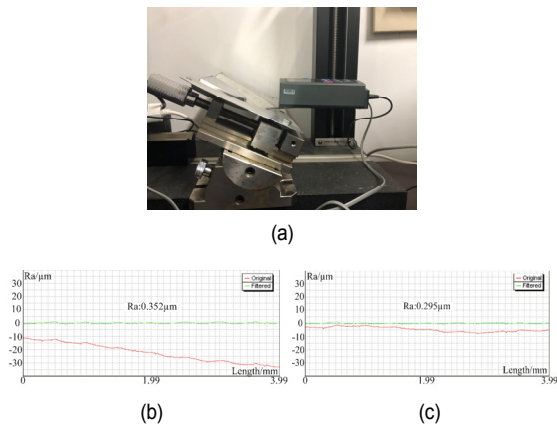 (a)
Ra/µm
Original
Filtered
30
20
10
0
-10
-20
-30
Ra:0.352µm
Length/mm
0
1.99
3.99
(b)
Ra/µm
Original
Filtered
30
20
10
0
-10
-20
-30
Ra:0.295µm
Length/mm
0
1.99
3.99
(c)